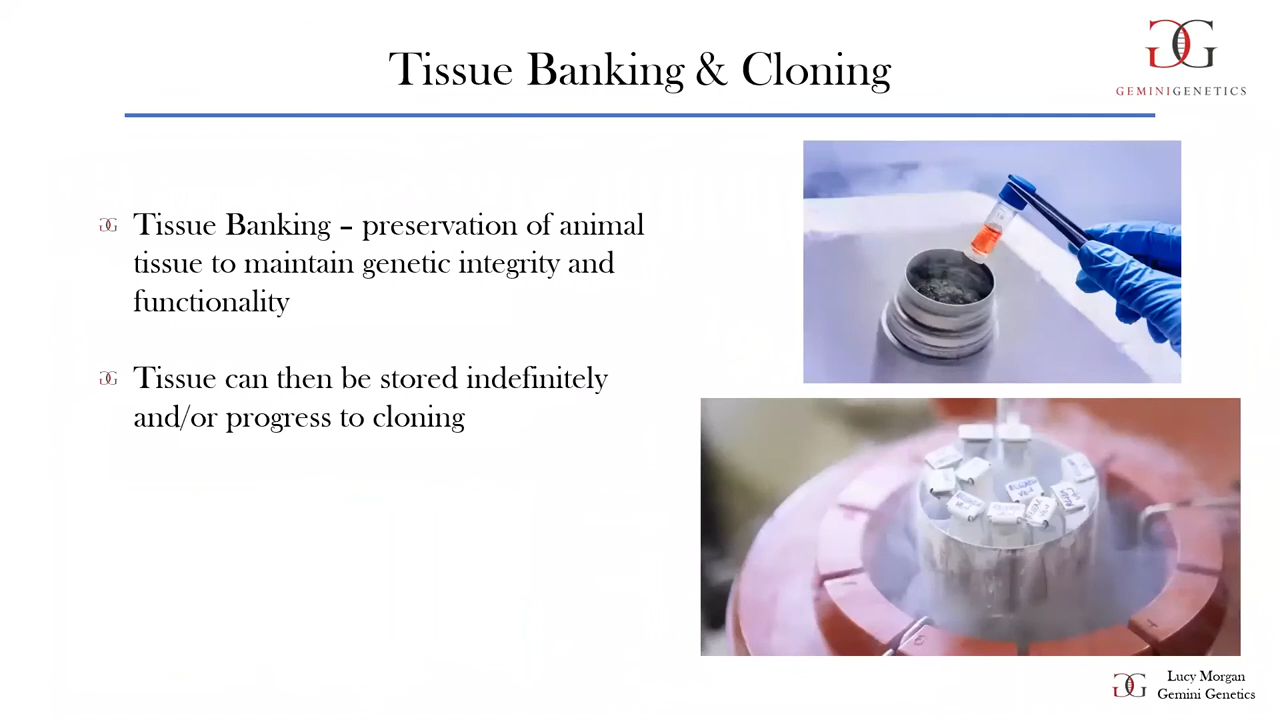 Tissue Banking & Cloning
GEMINIGENETICS
Tissue Banking – preservation of animal
tissue to maintain genetic integrity and
functionality
Tissue can then be stored indefinitely
and/or progress to cloning
Lucy Morgan
Gemini Genetics